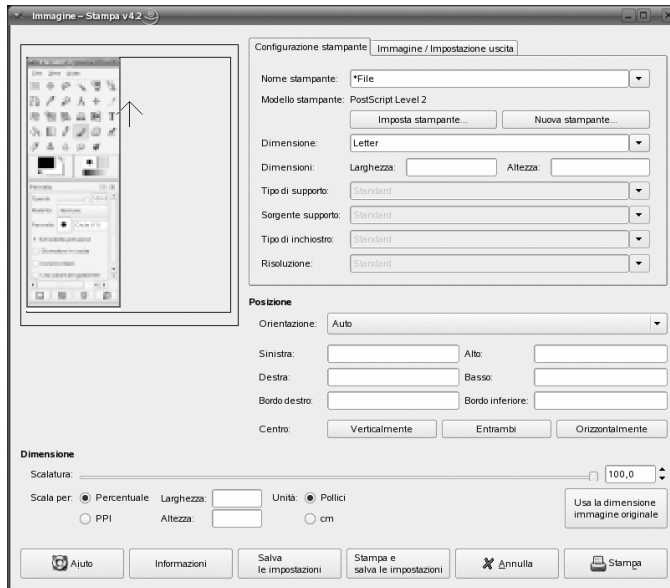 Immagine – Stampa v4.2
Configurazione stampante
Immagine / Impostazione uscita
Nome stampante: *File
Modello stampante: PostScript Level 2
Imposta stampante... Nuova stampante...
Dimensione: Letter
Dimensioni: Larghezza: Altezza:
Tipo di supporto: Standard
Sorgente supporto: Standard
Tipo di inchiostro: Standard
Risoluzione: Standard
Posizione
Orientazione: Auto
Sinistra: Alto:
Destra: Basso:
Bordo destro: Bordo inferiore:
Centro: Verticalmente Entrambi Orizzontalmente
Dimensione
Scalatura: 100,0
Scala per: Percentuale Larghezza: Unità: Pollici
PPI Altezza: cm
Usa la dimensione
immagine originale
Aiuto
Informazioni
Salva
le impostazioni
Stampa e
salva le impostazioni
Annulla
Stampa